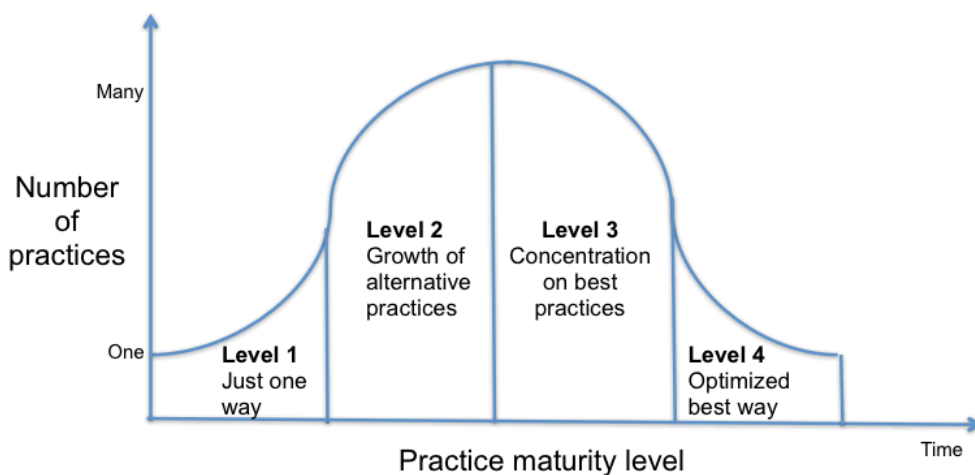 Many
Number
of
practices
One
Level 1
Just one
way
Level 2
Growth of
alternative
practices
Level 3
Concentration
on best
practices
Level 4
Optimized
best way
Time
Practice maturity level